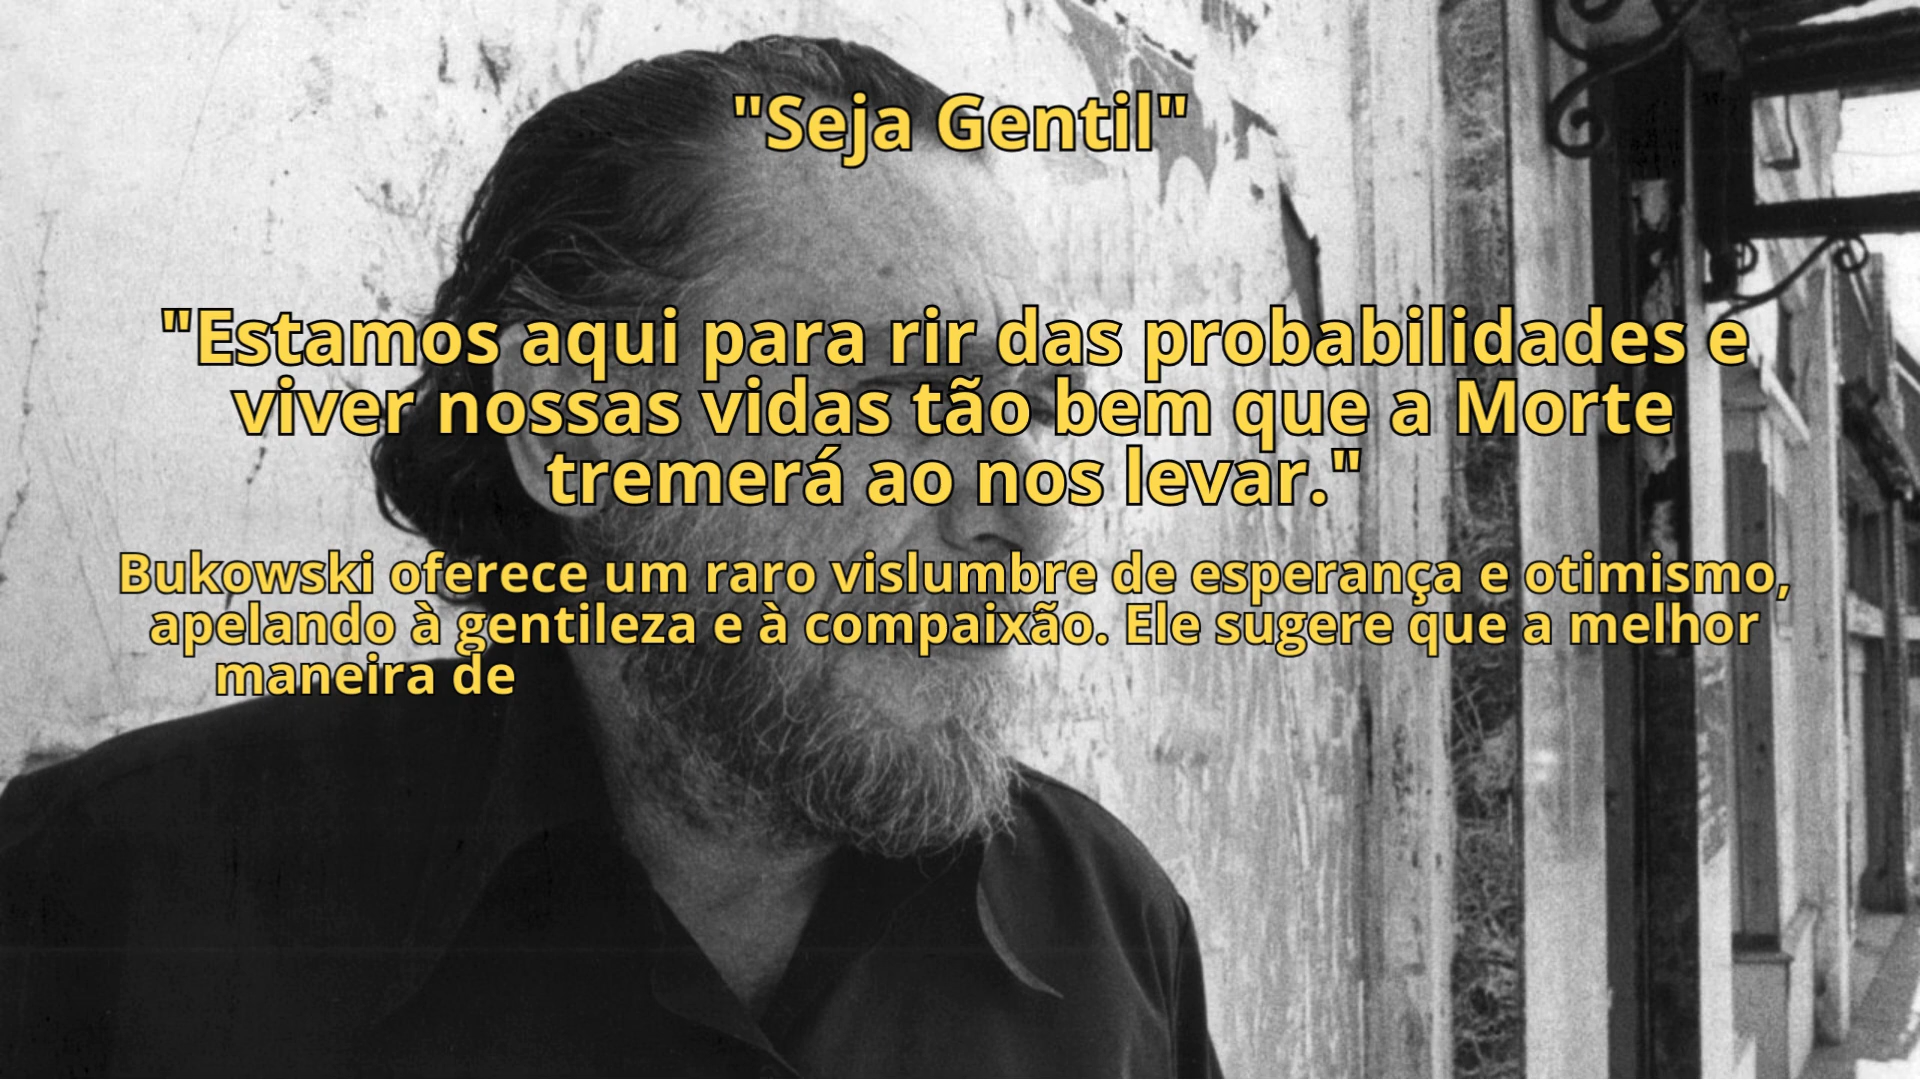 "Seja Gentil"
"Estamos aqui para rir das probabilidades e
viver nossas vidas tão bem que a Morte
tremerá ao nos levar."
Bukowski oferece um raro vislumbre de esperança e otimismo,
apelando à gentileza e à compaixão. Ele sugere que a melhor
maneira de